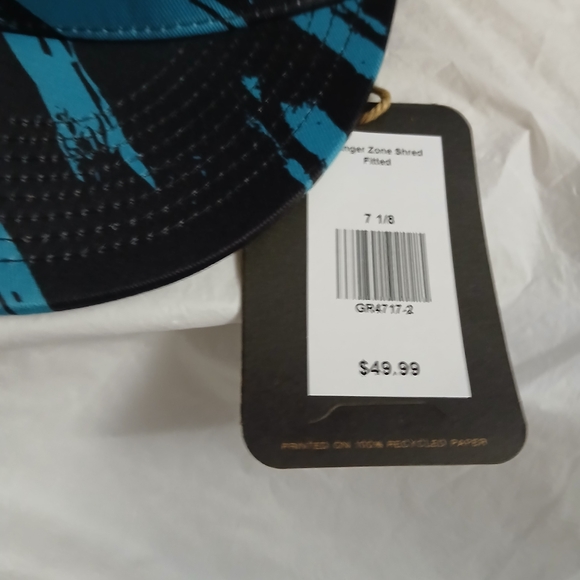 Zone Shred
Fitted
7 1/8
GR4717-2
$49.99
PRINTED ON 100% RECYCLED PAPER